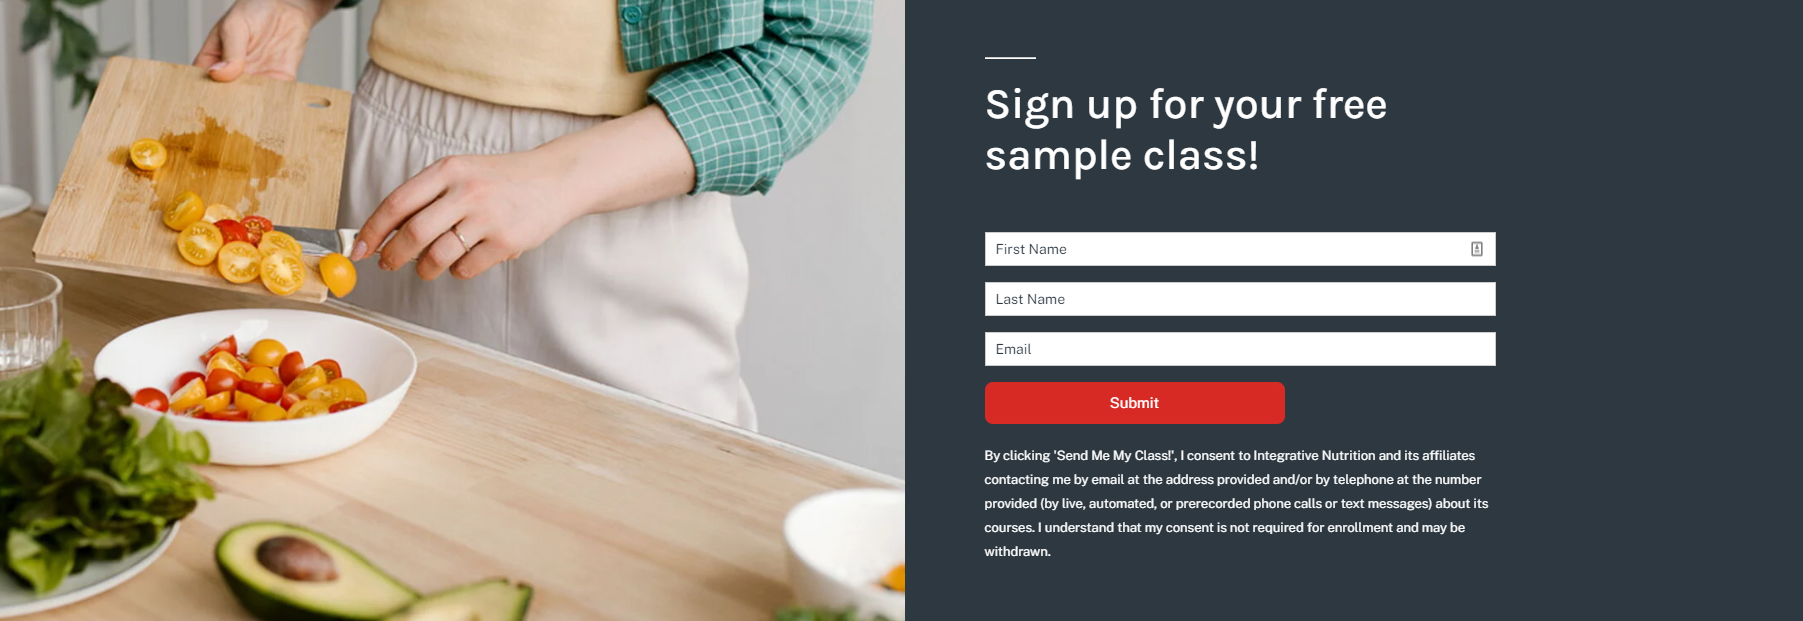 Sign up for your free
sample class!
First Name
Last Name
Email
Submit
By clicking 'Send Me My Class!', I consent to Integrative Nutrition and its affiliates
contacting me by email at the address provided and/or by telephone at the number
provided (by live, automated, or prerecorded phone calls or text messages) about its
courses. I understand that my consent is not required for enrollment and may be
withdrawn.